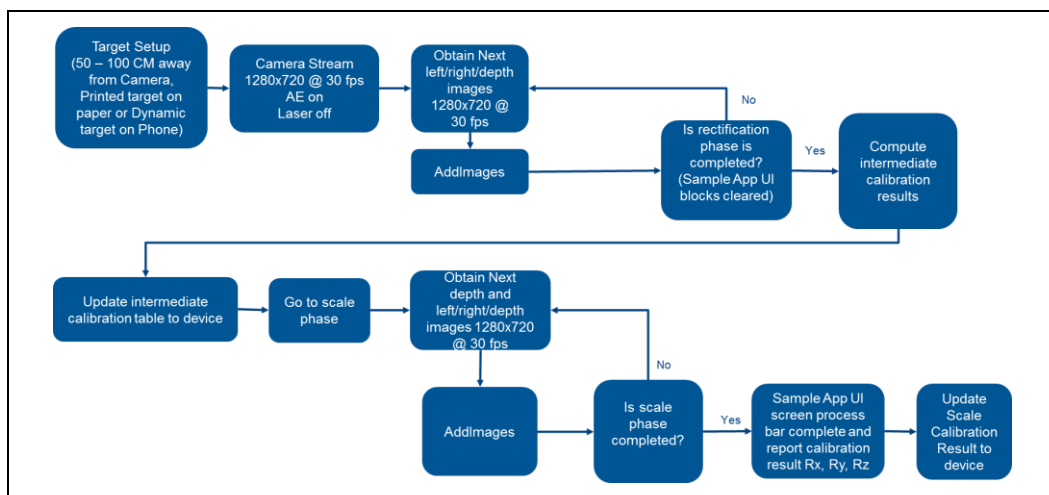 Target Setup
(50 – 100 CM away
from Camera,
Printed target on
paper or Dynamic
target on Phone)
Camera Stream
1280x720 @ 30 fps
AE on
Laser off
Obtain Next
left/right/depth
images
1280x720 @
30 fps
AddImages
No
Is rectification
phase is
completed?
(Sample App UI
blocks cleared)
Yes
Compute
intermediate
calibration
results
Update intermediate
calibration table to device
Go to scale
phase
Obtain Next
depth and
left/right/depth
images 1280x720
@ 30 fps
AddImages
No
Is scale
phase
completed?
Yes
Sample App UI
screen process
bar complete and
report calibration
result Rx, Ry, Rz
Update
Scale
Calibration
Result to
device